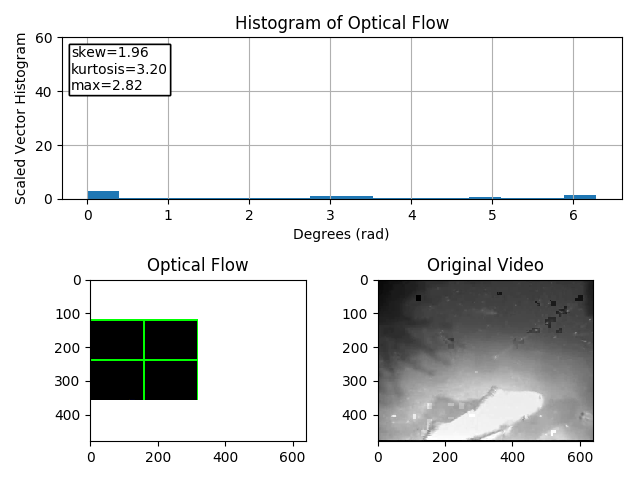 Histogram of Optical Flow
Scaled Vector Histogram
60
40
20
0
skew=1.96
kurtosis=3.20
max=2.82
0 1 2 3 4 5 6
Degrees (rad)
Optical Flow
0
100
200
300
400
0 200 400 600
Original Video
0
100
200
300
400
0 200 400 600